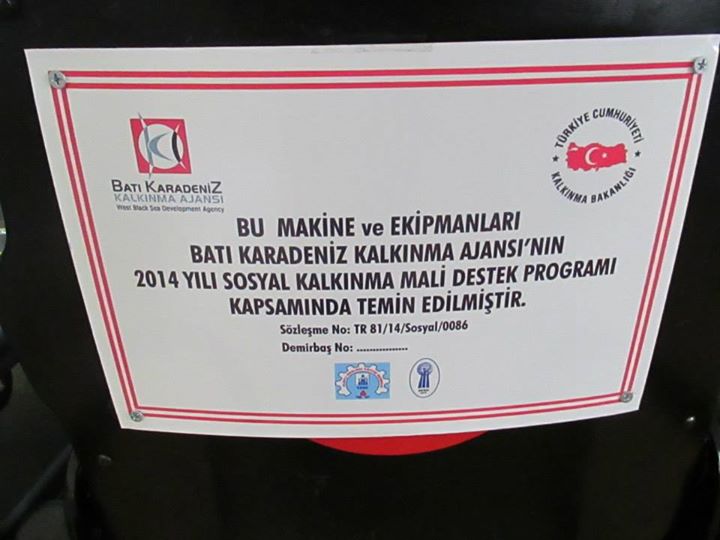 BATI KARADENİZ
KALKINMA AJANSI
West Black Sea Development Agency
TÜRKİYE CUMHURİYETİ
KALKINMA BAKANLIĞI
BU MAKİNE ve EKİPMANLARI
BATI KARADENİZ KALKINMA AJANSI'NIN
2014 YILI SOSYAL KALKINMA MALİ DESTEK PROGRAMI
KAPSAMINDA TEMİN EDİLMİŞTİR.
Sözleşme No: TR 81/14/Sosyal/0086
Demirbaş No: ................